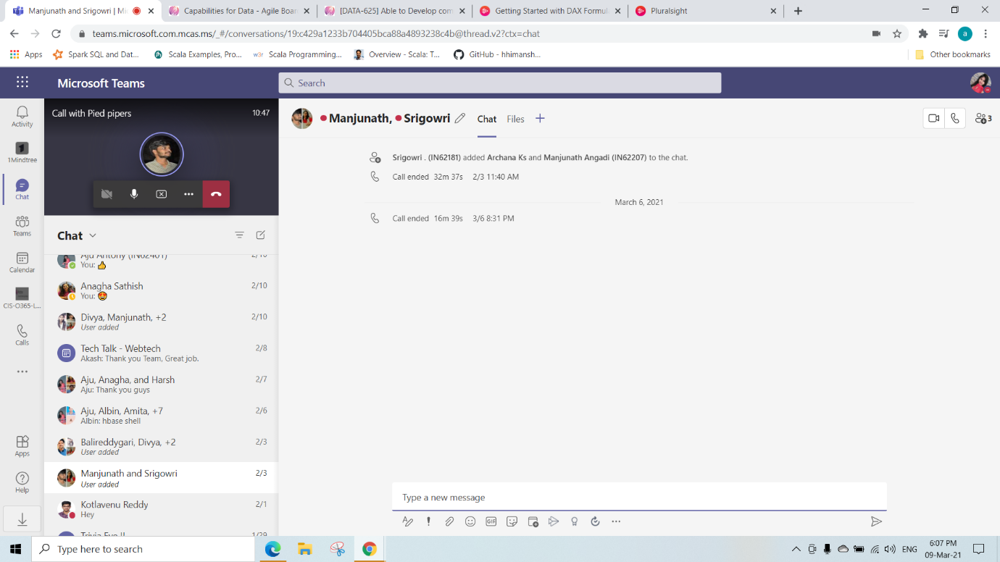 Manjunath and Srigowri | Mi
Capabilities for Data - Agile Boar
[DATA-625] Able to Develop com
Getting Started with DAX Formul
Pluralsight
teams.microsoft.com.mcas.ms/_#/conversations/19:c429a1233b704405bca88a4893238c4b@thread.v2?ctx=chat
a
Apps
Spark SQL and Dat...
Scala Examples, Pro...
w3r
Scala Programming...
Overview - Scala: T...
GitHub - hhimansh...
Other bookmarks
Microsoft Teams
Search
Activity
1Mindtree
Chat
Teams
Calendar
CIS-O365-L...
Calls
Apps
Help
Call with Pied pipers
10:47
Chat
Aju Antony (IN62401) 2/10
You: 👍
Anagha Sathish 2/10
You: 😍
Divya, Manjunath, +2 2/10
User added
Tech Talk - Webtech 2/8
Akash: Thank you Team, Great job.
Aju, Anagha, and Harsh 2/7
Aju: Thank you guys
Aju, Albin, Amita, +7 2/6
Albin: hbase shell
Balireddygari, Divya, +2 2/3
User added
Manjunath and Srigowri 2/3
User added
Kotlavenu Reddy 2/1
Hey
1/29
Manjunath, Srigowri
Chat
Files
3
Srigowri . (IN62181) added Archana Ks and Manjunath Angadi (IN62207) to the chat.
Call ended 32m 37s 2/3 11:40 AM
March 6, 2021
Call ended 16m 39s 3/6 8:31 PM
Type a new message
GIF
Type here to search
ENG
6:07 PM
09-Mar-21